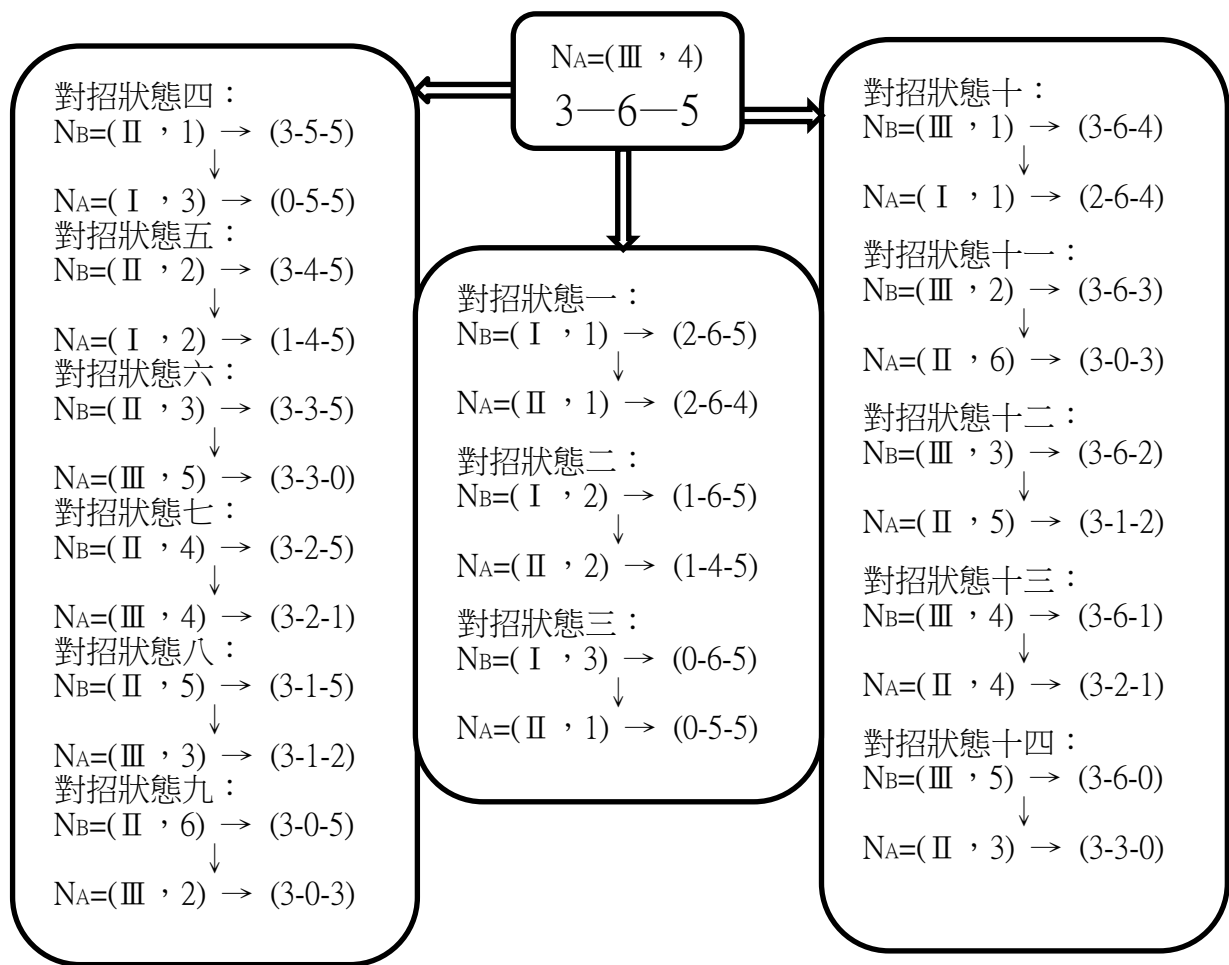 NA=(Ⅲ，4)
3—6—5
對招狀態四：
NB=(Ⅱ，1) → (3-5-5)
↓
NA=(Ⅰ，3) → (0-5-5)
對招狀態五：
NB=(Ⅱ，2) → (3-4-5)
↓
NA=(Ⅰ，2) → (1-4-5)
對招狀態六：
NB=(Ⅱ，3) → (3-3-5)
↓
NA=(Ⅲ，5) → (3-3-0)
對招狀態七：
NB=(Ⅱ，4) → (3-2-5)
↓
NA=(Ⅲ，4) → (3-2-1)
對招狀態八：
NB=(Ⅱ，5) → (3-1-5)
↓
NA=(Ⅲ，3) → (3-1-2)
對招狀態九：
NB=(Ⅱ，6) → (3-0-5)
↓
NA=(Ⅲ，2) → (3-0-3)
對招狀態一：
NB=(Ⅰ，1) → (2-6-5)
↓
NA=(Ⅱ，1) → (2-6-4)
對招狀態二：
NB=(Ⅰ，2) → (1-6-5)
↓
NA=(Ⅱ，2) → (1-4-5)
對招狀態三：
NB=(Ⅰ，3) → (0-6-5)
↓
NA=(Ⅱ，1) → (0-5-5)
對招狀態十：
NB=(Ⅲ，1) → (3-6-4)
↓
NA=(Ⅰ，1) → (2-6-4)
對招狀態十一：
NB=(Ⅲ，2) → (3-6-3)
↓
NA=(Ⅱ，6) → (3-0-3)
對招狀態十二：
NB=(Ⅲ，3) → (3-6-2)
↓
NA=(Ⅱ，5) → (3-1-2)
對招狀態十三：
NB=(Ⅲ，4) → (3-6-1)
↓
NA=(Ⅱ，4) → (3-2-1)
對招狀態十四：
NB=(Ⅲ，5) → (3-6-0)
↓
NA=(Ⅱ，3) → (3-3-0)